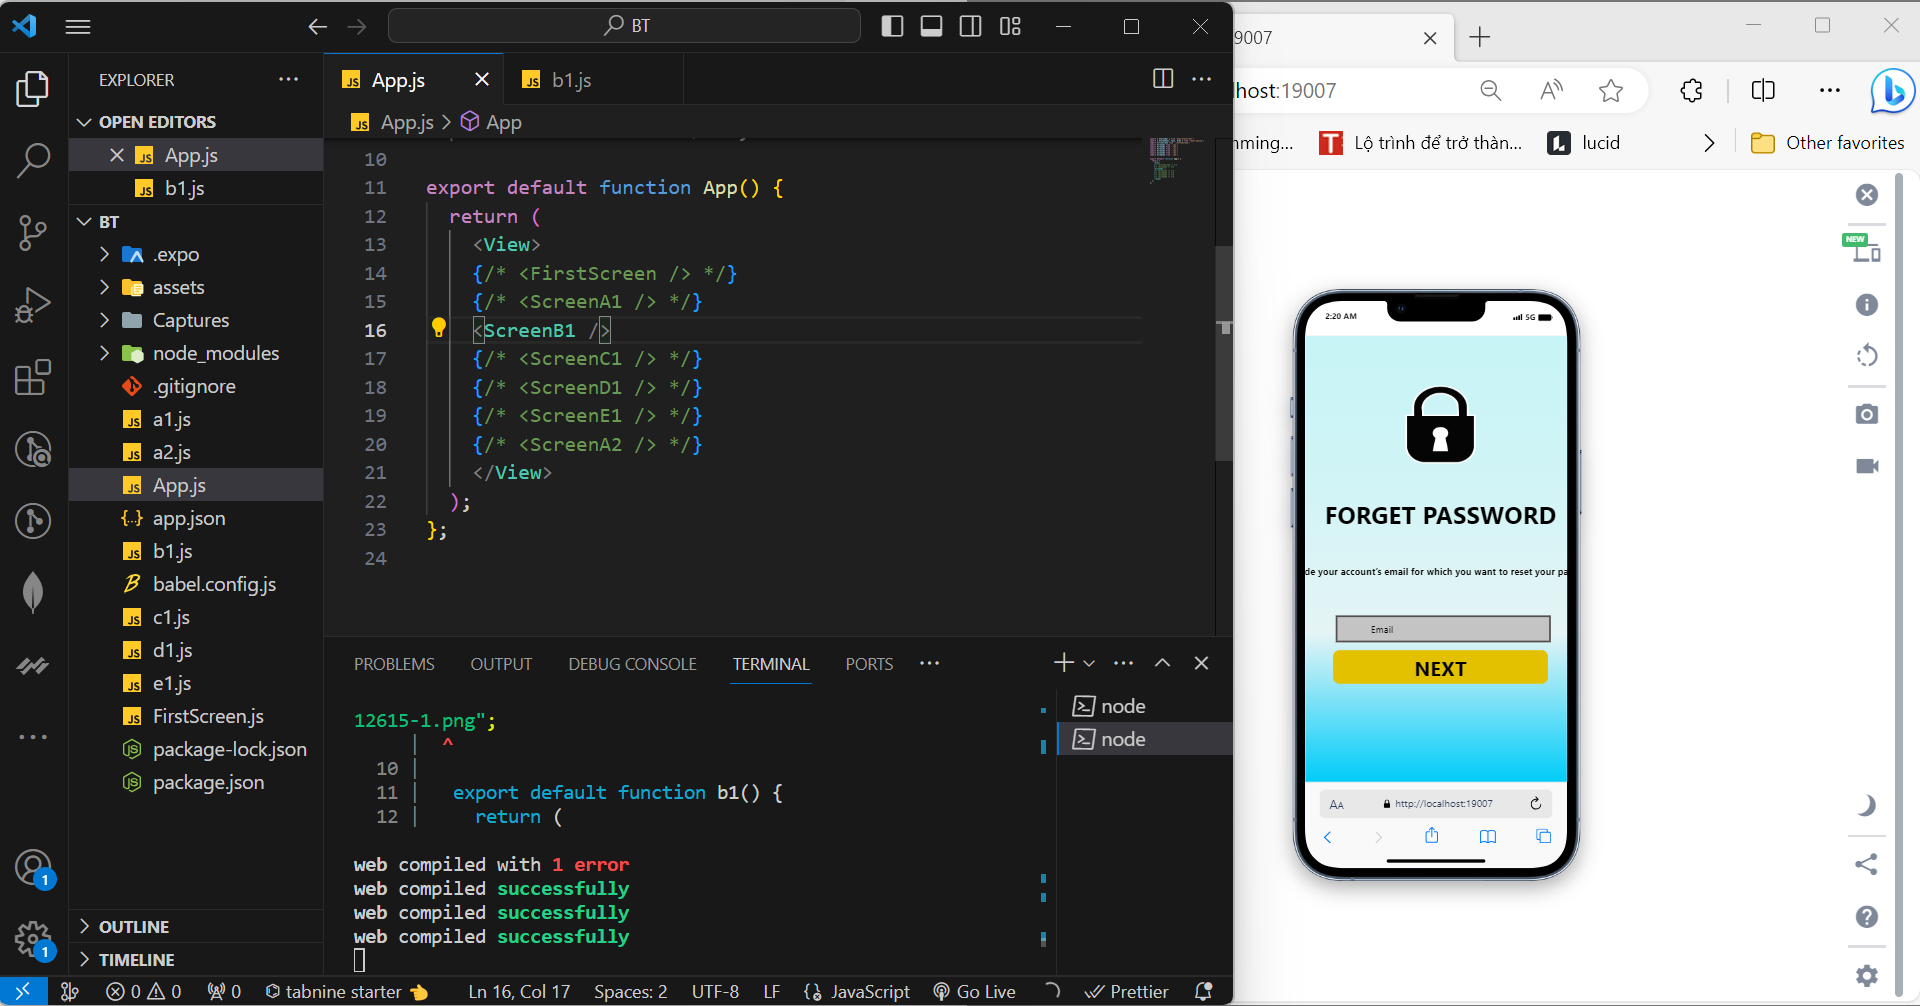 BT
EXPLORER
OPEN EDITORS
App.js
b1.js
BT
.expo
assets
Captures
node_modules
.gitignore
a1.js
a2.js
App.js
app.json
b1.js
babel.config.js
c1.js
d1.js
e1.js
FirstScreen.js
package-lock.json
package.json
OUTLINE
TIMELINE
1
1
App.js
b1.js
App.js > App
10
11 export default function App() {
12 return (
13 <View>
14 {/* <FirstScreen /> */}
15 {/* <ScreenA1 /> */}
16 <ScreenB1 />
17 {/* <ScreenC1 /> */}
18 {/* <ScreenD1 /> */}
19 {/* <ScreenE1 /> */}
20 {/* <ScreenA2 /> */}
21 </View>
22 );
23 };
24
PROBLEMS OUTPUT DEBUG CONSOLE TERMINAL PORTS
12615-1.png";
| ^
10 |
11 | export default function b1() {
12 | return (
web compiled with 1 error
web compiled successfully
web compiled successfully
web compiled successfully
node
node
0 0 0 tabnine starter Ln 16, Col 17 Spaces: 2 UTF-8 LF JavaScript Go Live Prettier
9007
lhost:19007
nming... Lộ trình để trở thàn... lucid Other favorites
NEW
2:20 AM 5G
FORGET PASSWORD
de your account's email for which you want to reset your pa
Email
NEXT
AA http://localhost:19007